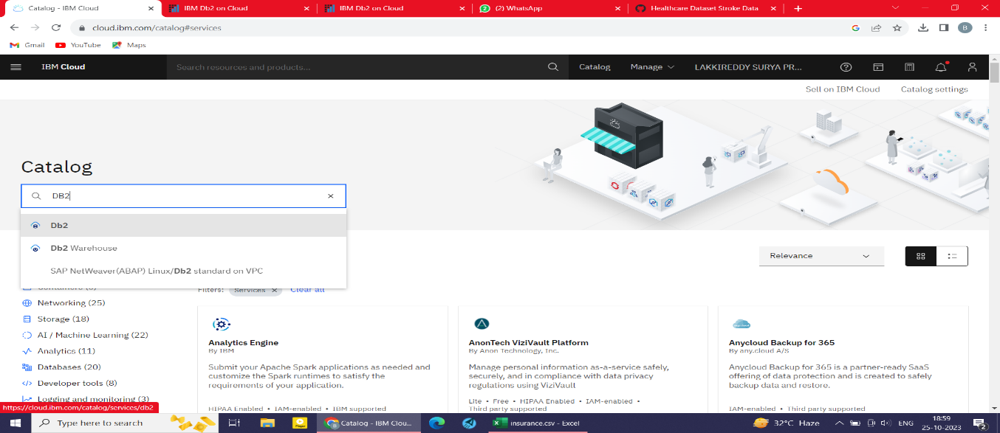 Catalog - IBM Cloud
IBM Db2 on Cloud
IBM Db2 on Cloud
(2) WhatsApp
Healthcare Dataset Stroke Data
cloud.ibm.com/catalog#services
B
Gmail YouTube Maps
IBM Cloud
Search resources and products...
Catalog
Manage
LAKKIREDDY SURYA PR...
Sell on IBM Cloud
Catalog settings
Catalog
DB2
Db2
Db2 Warehouse
SAP NetWeaver(ABAP) Linux/Db2 standard on VPC
Relevance
Filters: Services Clear all
Networking (25)
Storage (18)
AI / Machine Learning (22)
Analytics (11)
Databases (20)
Developer tools (8)
Logging and monitoring (3)
Analytics Engine
By IBM
Submit your Apache Spark applications as needed and
customize the Spark runtimes to satisfy the
requirements of your application.
HIPAA Enabled • IAM-enabled • IBM supported
AnonTech ViziVault Platform
By Anon Technology, Inc.
Manage personal information as-a-service safely,
securely, and in compliance with data privacy
regulations using ViziVault
Lite • Free • HIPAA Enabled • IAM-enabled •
Third party supported
Anycloud Backup for 365
By any.cloud A/S
Anycloud Backup for 365 is a partner-ready SaaS
offering of data protection and is created to safely
backup data and restore.
IAM-enabled • Third party supported
https://cloud.ibm.com/catalog/services/db2
Type here to search
Catalog - IBM Clou...
insurance.csv - Excel
32°C Haze
ENG
18:59
25-10-2023
2